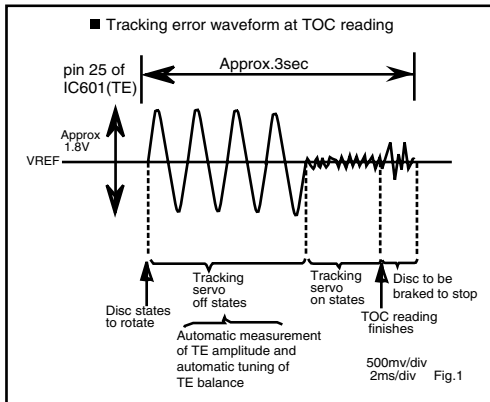 ■ Tracking error waveform at TOC reading
pin 25 of
IC601(TE)
Approx.3sec
Approx
1.8V
VREF
Disc states
to rotate
Tracking
servo
off states
Tracking
servo
on states
Disc to be
braked to stop
TOC reading
finishes
Automatic measurement
of TE amplitude and
automatic tuning of
TE balance
500mv/div
2ms/div
Fig.1